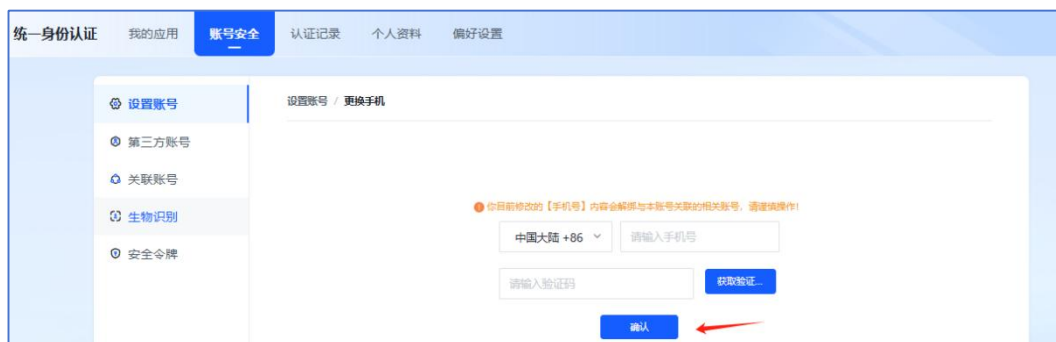 统一身份认证 我的应用 账号安全 认证记录 个人资料 偏好设置
设置账号
第三方账号
关联账号
生物识别
安全令牌
设置账号 / 更换手机
你目前修改的【手机号】内容会解绑与本账号关联的相关账号，请谨慎操作！
中国大陆 +86 请输入手机号
请输入验证码 获取验证...
确认